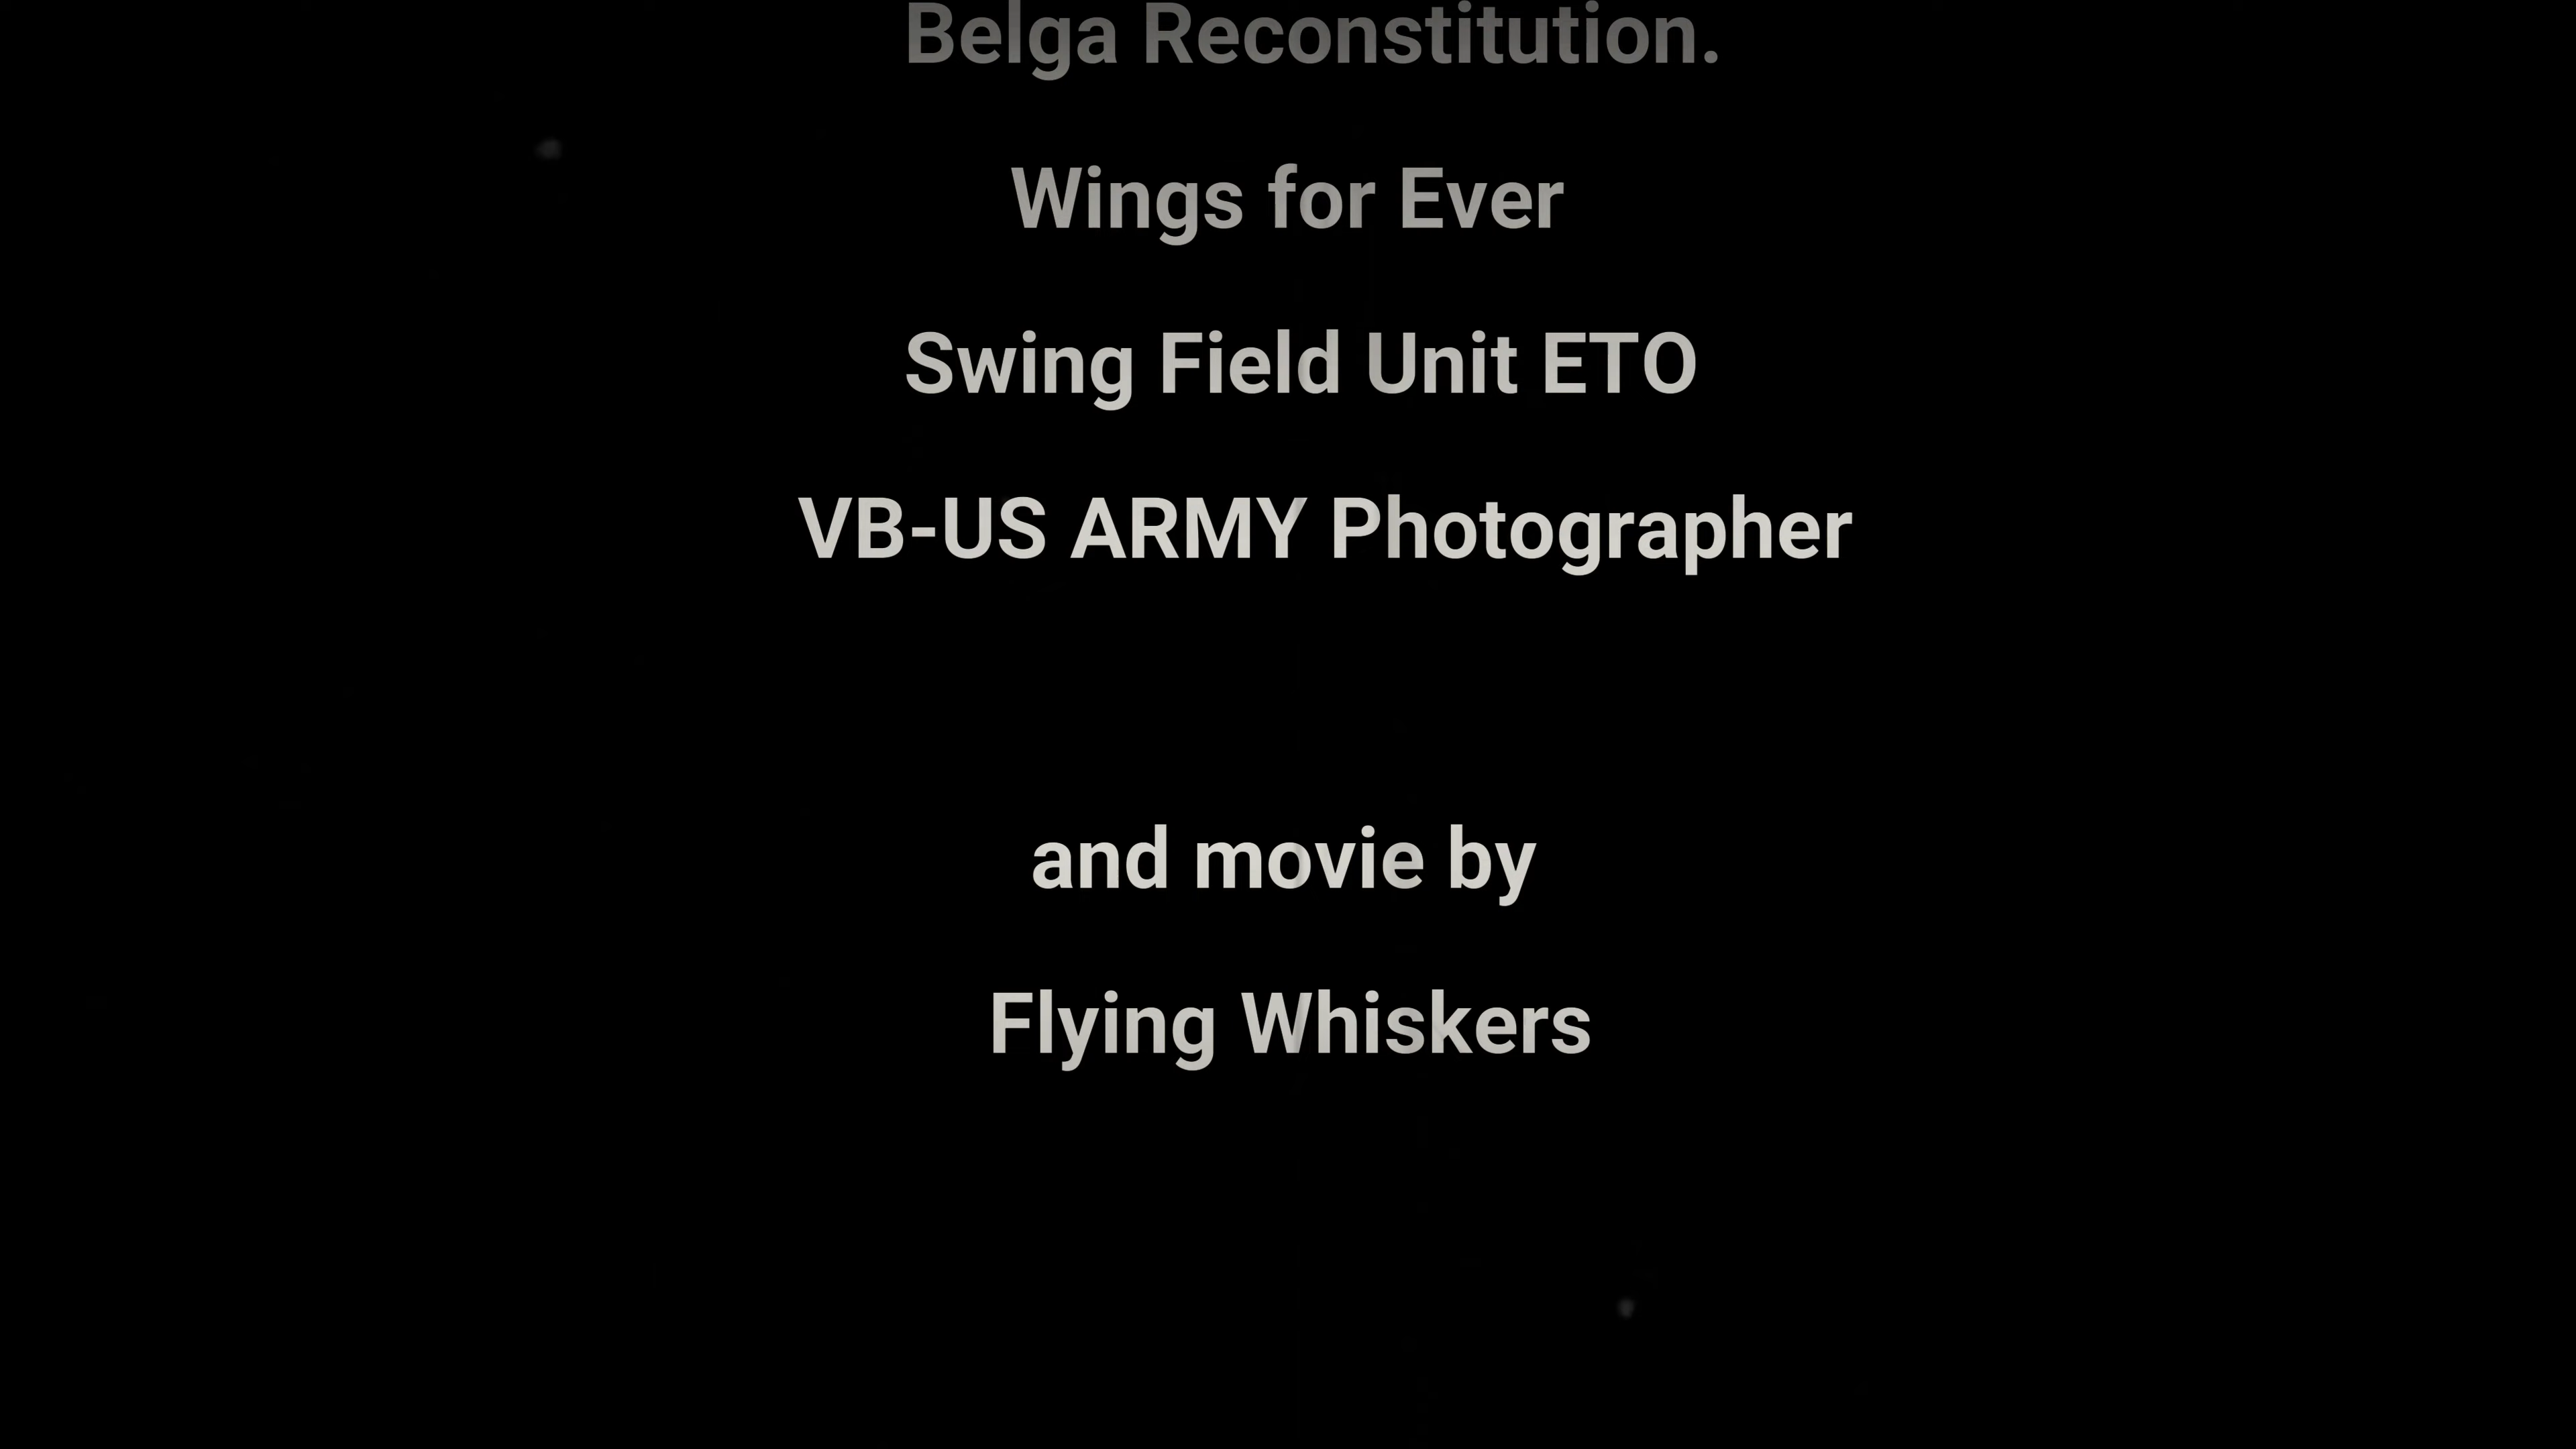 Belga Reconstitution.
Wings for Ever
Swing Field Unit ETO
VB-US ARMY Photographer
and movie by
Flying Whiskers